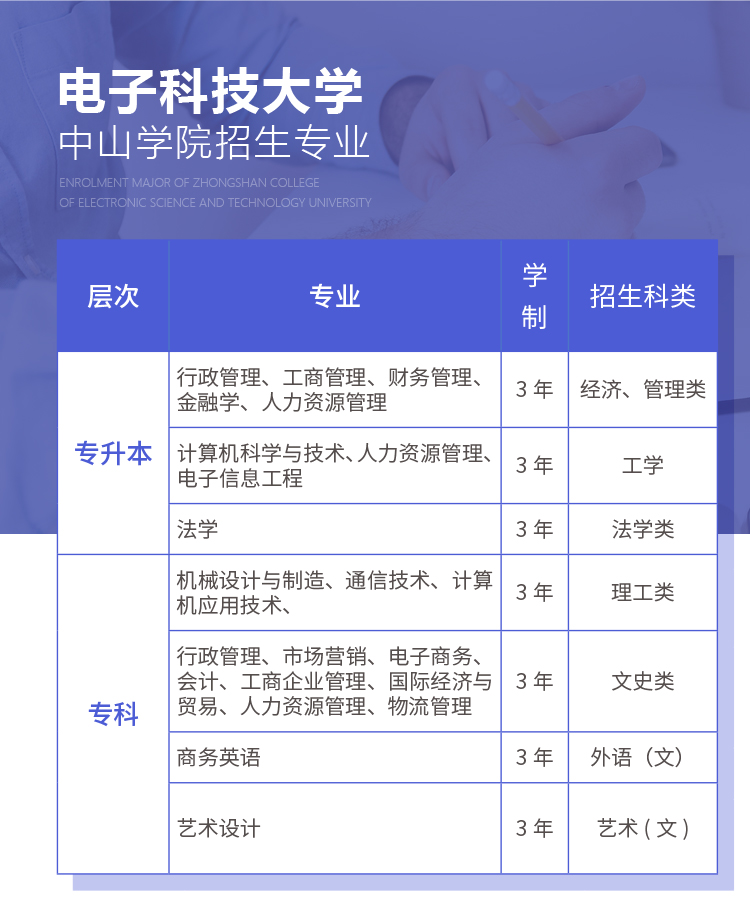 电子科技大学
中山学院招生专业
ENROLMENT MAJOR OF ZHONGSHAN COLLEGE
OF ELECTRONIC SCIENCE AND TECHNOLOGY UNIVERSITY
层次
专业
学
制
招生科类
专升本
行政管理、工商管理、财务管理、
金融学、人力资源管理
3 年
经济、管理类
计算机科学与技术、人力资源管理、
电子信息工程
3 年
工学
法学
3 年
法学类
专科
机械设计与制造、通信技术、计算
机应用技术、
3 年
理工类
行政管理、市场营销、电子商务、
会计、工商企业管理、国际经济与
贸易、人力资源管理、物流管理
3 年
文史类
商务英语
3 年
外语（文）
艺术设计
3 年
艺术 ( 文 )